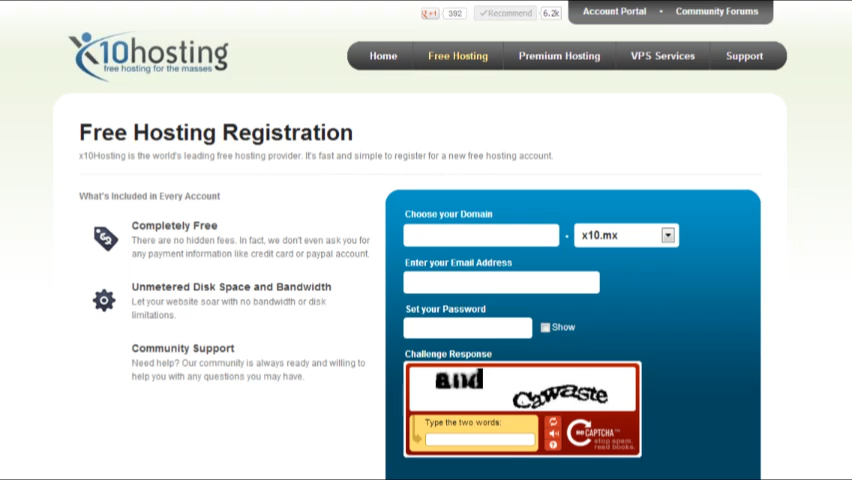 +1 392 Recommend 6.2k Account Portal • Community Forums
x10hosting
free hosting for the masses
Home Free Hosting Premium Hosting VPS Services Support
Free Hosting Registration
x10Hosting is the world's leading free hosting provider. It's fast and simple to register for a new free hosting account.
What's Included in Every Account
Completely Free
There are no hidden fees. In fact, we don't even ask you for
any payment information like credit card or paypal account.
Unmetered Disk Space and Bandwidth
Let your website soar with no bandwidth or disk
limitations.
Community Support
Need help? Our community is always ready and willing to
help you with any questions you may have.
Choose your Domain
. x10.mx
Enter your Email Address
Set your Password
Show
Challenge Response
and Cawaste
Type the two words:
reCAPTCHA™
stop spam.
read books.